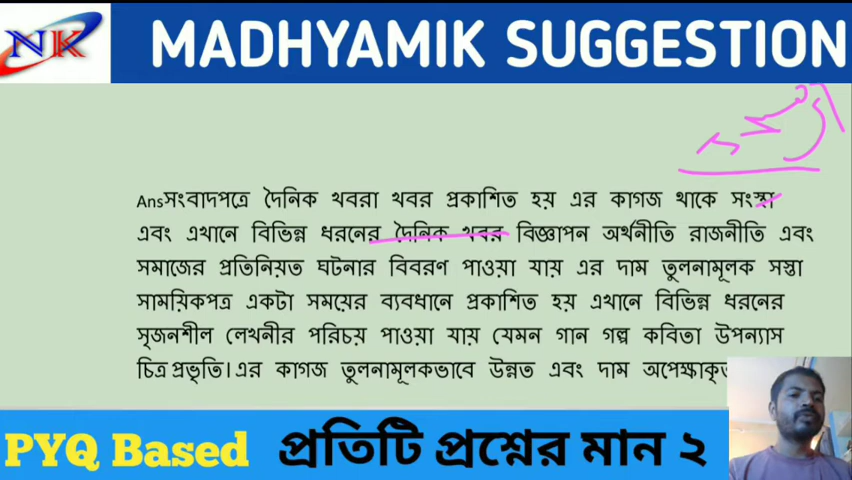 NK
MADHYAMIK SUGGESTION
Ansসংবাদপত্রে দৈনিক খবরা খবর প্রকাশিত হয় এর কাগজ থাকে সংস্তা
এবং এখানে বিভিন্ন ধরনের দৈনিক খবর বিজ্ঞাপন অর্থনীতি রাজনীতি এবং
সমাজের প্রতিনিয়ত ঘটনার বিবরণ পাওয়া যায় এর দাম তুলনামূলক সস্তা
সাময়িকপত্র একটা সময়ের ব্যবধানে প্রকাশিত হয় এখানে বিভিন্ন ধরনের
সৃজনশীল লেখনীর পরিচয় পাওয়া যায় যেমন গান গল্প কবিতা উপন্যাস
চিত্র প্রভৃতি। এর কাগজ তুলনামূলকভাবে উন্নত এবং দাম
PYQ Based প্রতিটি প্রশ্নের মান ২